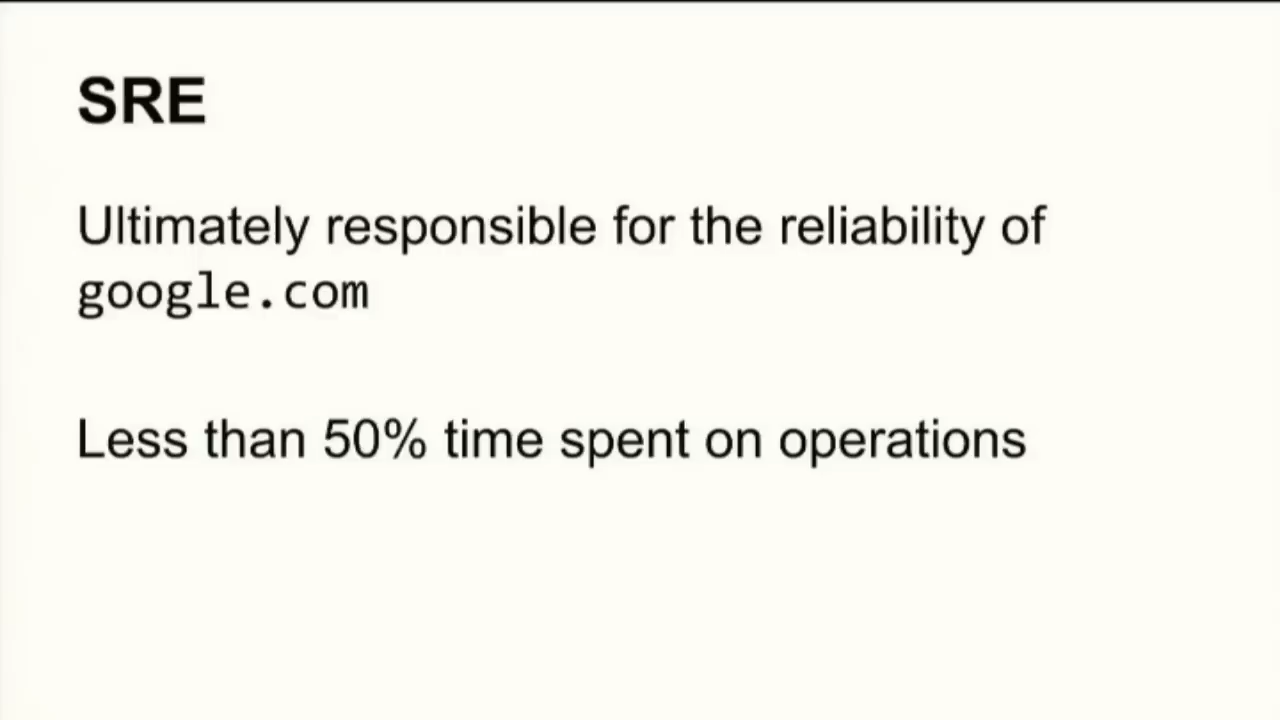 SRE
Ultimately responsible for the reliability of
google.com
Less than 50% time spent on operations